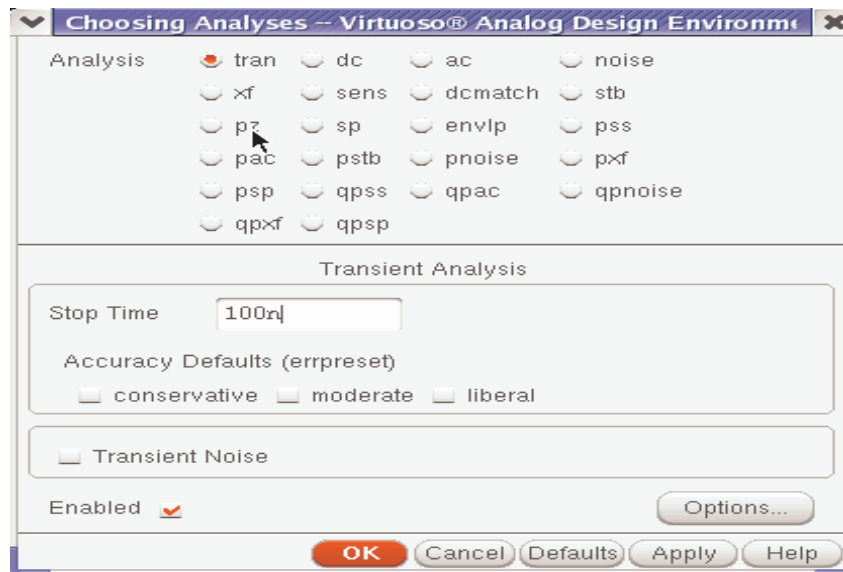 Choosing Analyses -- Virtuoso® Analog Design Environme
Analysis tran dc ac noise
xf sens dcmatch stb
pz sp envlp pss
pac pstb pnoise pxf
psp qpss qpac qpnoise
qpxf qpsp
Transient Analysis
Stop Time 100n
Accuracy Defaults (errpreset)
conservative moderate liberal
Transient Noise
Enabled Options...
OK Cancel Defaults Apply Help